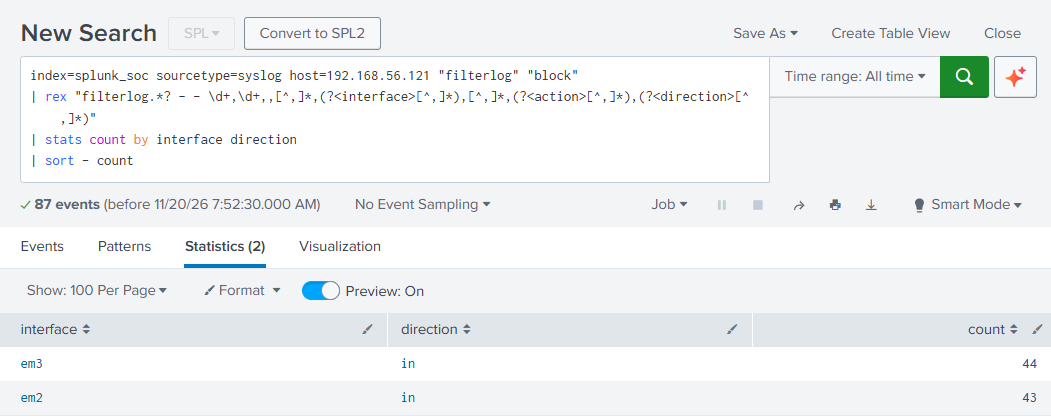 New Search
SPL
Convert to SPL2
Save As
Create Table View
Close
index=splunk_soc sourcetype=syslog host=192.168.56.121 "filterlog" "block"
| rex "filterlog.*? - - \d+,\d+,,[^,]*,(?<interface>[^,]*),[^,]*,(?<action>[^,]*),(?<direction>[^
,]*)"
| stats count by interface direction
| sort - count
Time range: All time
87 events (before 11/20/26 7:52:30.000 AM)
No Event Sampling
Job
Smart Mode
Events
Patterns
Statistics (2)
Visualization
Show: 100 Per Page
Format
Preview: On
interface
direction
count
em3
in
44
em2
in
43